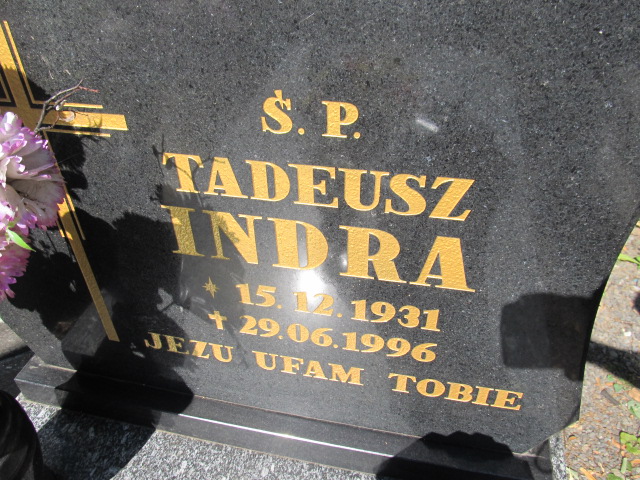 Ś. P.
TADEUSZ
INDRA
* 15.12.1931
✝ 29.06.1996
JEZU UFAM TOBIE